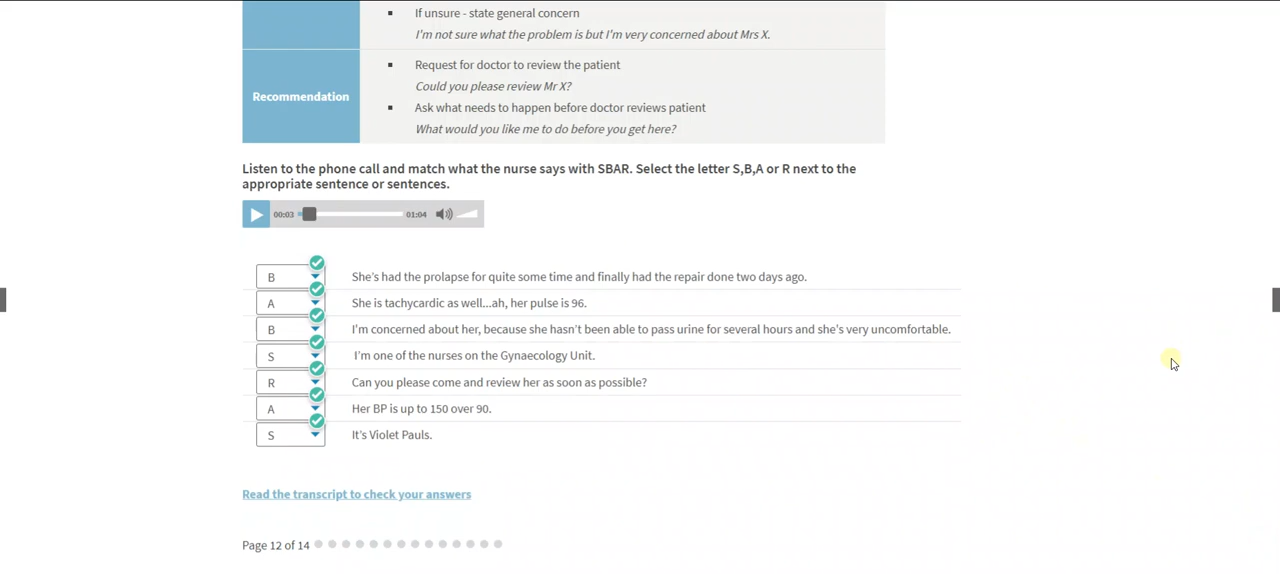 If unsure - state general concern
I'm not sure what the problem is but I'm very concerned about Mrs X.
Recommendation
Request for doctor to review the patient
Could you please review Mr X?
Ask what needs to happen before doctor reviews patient
What would you like me to do before you get here?
Listen to the phone call and match what the nurse says with SBAR. Select the letter S,B,A or R next to the
appropriate sentence or sentences.
00:03 01:04
B She's had the prolapse for quite some time and finally had the repair done two days ago.
A She is tachycardic as well...ah, her pulse is 96.
B I'm concerned about her, because she hasn't been able to pass urine for several hours and she's very uncomfortable.
S I'm one of the nurses on the Gynaecology Unit.
R Can you please come and review her as soon as possible?
A Her BP is up to 150 over 90.
S It's Violet Pauls.
Read the transcript to check your answers
Page 12 of 14